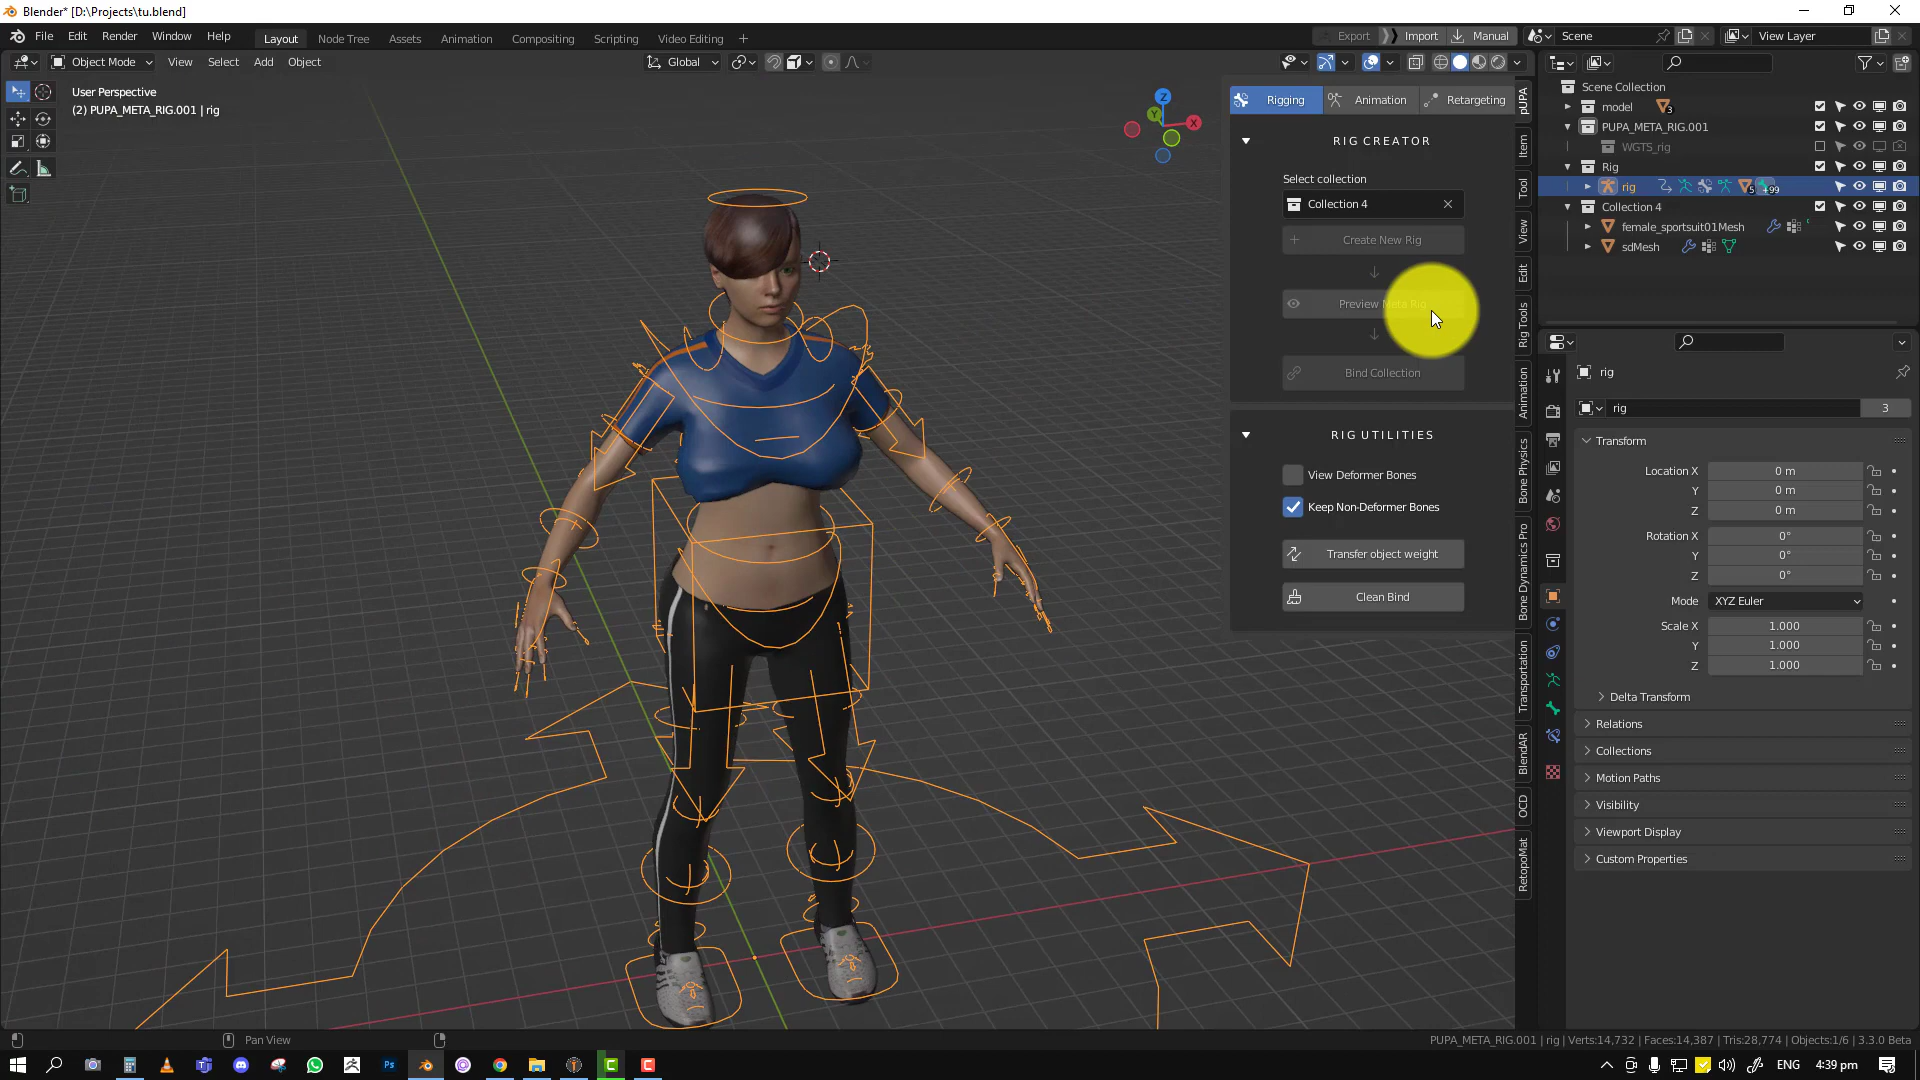 Blender* [D:\Projects\tu.blend]
File Edit Render Window Help
Layout Node Tree Assets Animation Compositing Scripting Video Editing +
Export Import Manual
Scene
View Layer
Object Mode View Select Add Object
Global
User Perspective
(2) PUPA_META_RIG.001 | rig
Z
Y
X
Rigging Animation Retargeting
RIG CREATOR
Select collection
Collection 4
Create New Rig
Preview Meta Rig
Bind Collection
RIG UTILITIES
View Deformer Bones
Keep Non-Deformer Bones
Transfer object weight
Clean Bind
pUPA
Item
Tool
View
Edit
Rig Tools
Animation
Bone Physics
Bone Dynamics Pro
Transportation
BlendAR
OCD
RetopoMat
Scene Collection
model 3
PUPA_META_RIG.001
WGTS_rig
Rig
rig 5 +99
Collection 4
female_sportsuit01Mesh
sdMesh
rig
rig 3
Transform
Location X 0 m
Y 0 m
Z 0 m
Rotation X 0°
Y 0°
Z 0°
Mode XYZ Euler
Scale X 1.000
Y 1.000
Z 1.000
Delta Transform
Relations
Collections
Motion Paths
Visibility
Viewport Display
Custom Properties
Pan View
PUPA_META_RIG.001 | rig | Verts:14,732 | Faces:14,387 | Tris:28,774 | Objects:1/6 | 3.3.0 Beta
Ps
ENG 4:39 pm